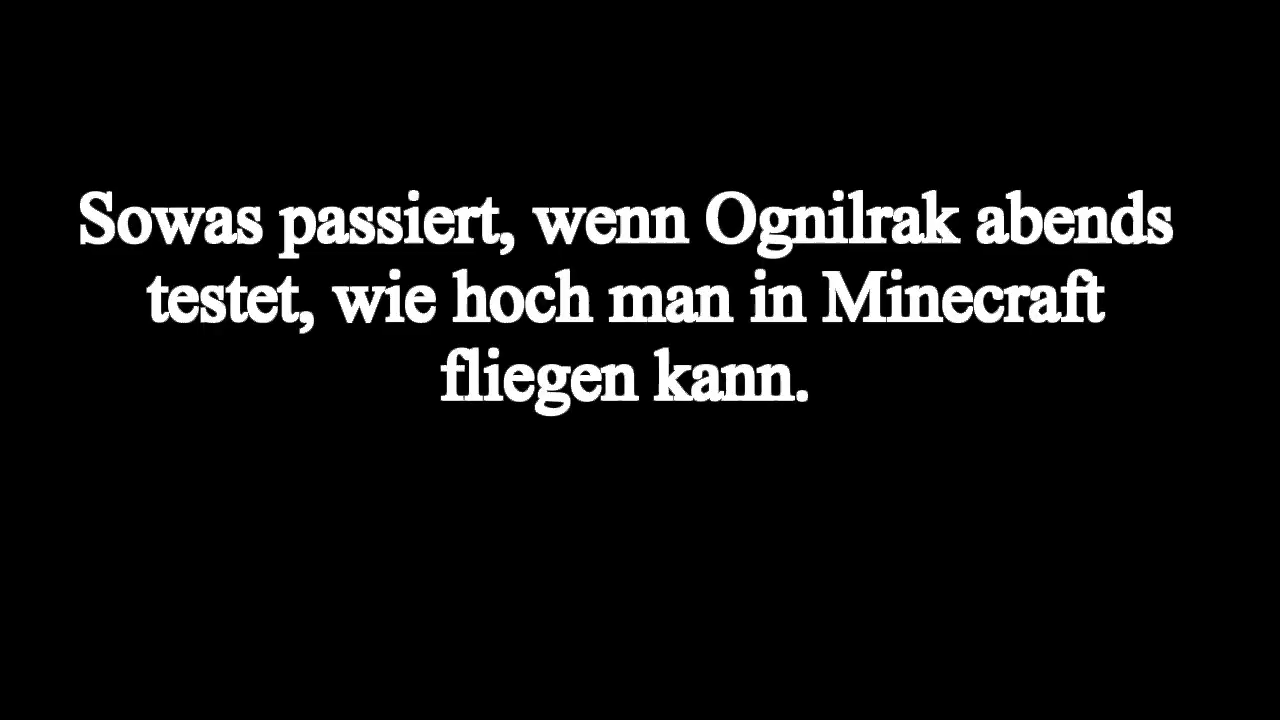 Sowas passiert, wenn Ognilrak abends
testet, wie hoch man in Minecraft
fliegen kann.